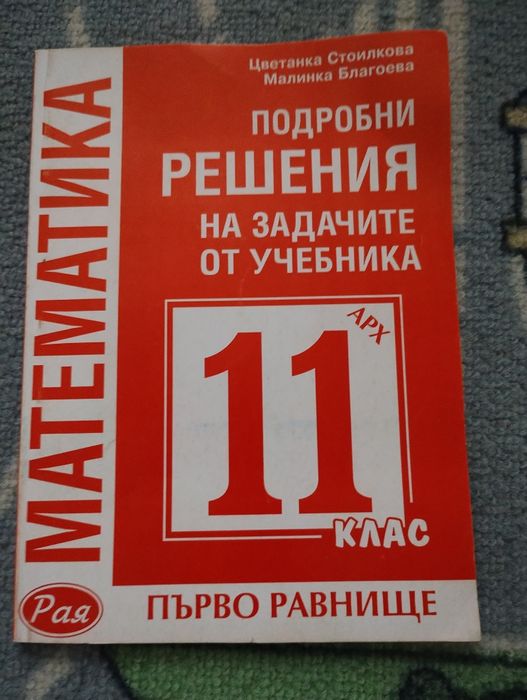 Цветанка Стоилкова
Малинка Благоева
МАТЕМАТИКА
ПОДРОБНИ
РЕШЕНИЯ
НА ЗАДАЧИТЕ
ОТ УЧЕБНИКА
АРХ
11
КЛАС
Рая
ПЪРВО РАВНИЩЕ